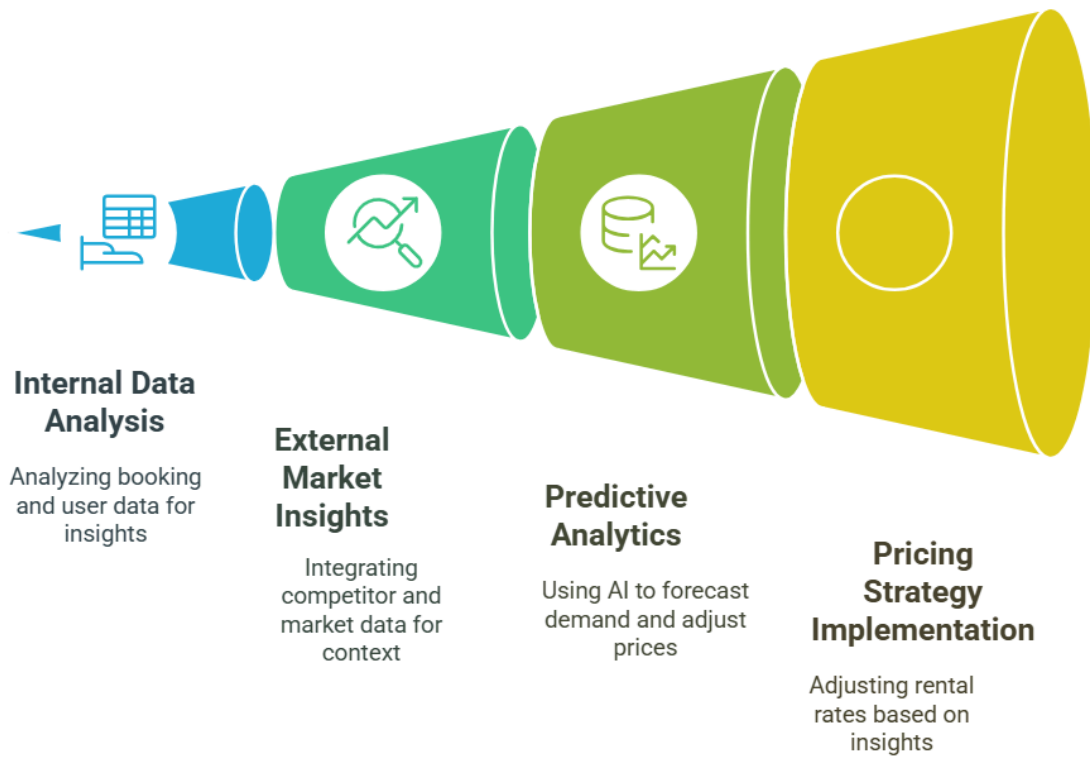 Internal Data
Analysis
Analyzing booking
and user data for
insights
External
Market
Insights
Integrating
competitor and
market data for
context
Predictive
Analytics
Using AI to forecast
demand and adjust
prices
Pricing
Strategy
Implementation
Adjusting rental
rates based on
insights